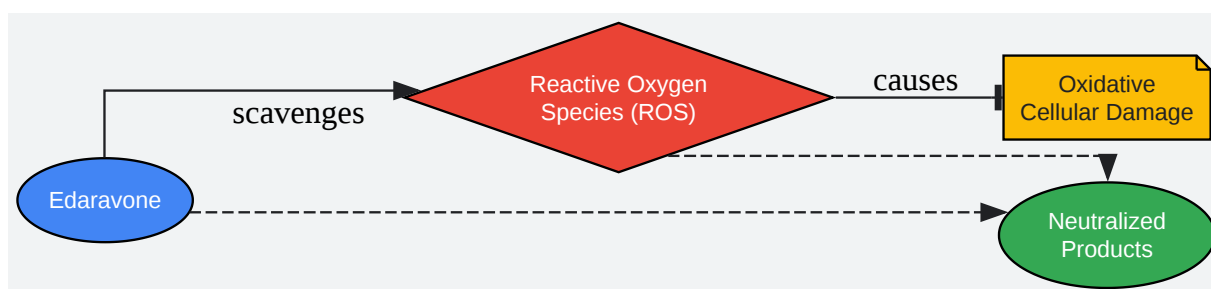 Reactive Oxygen
Species (ROS)
causes
Oxidative
Cellular Damage
scavenges
Edaravone
Neutralized
Products